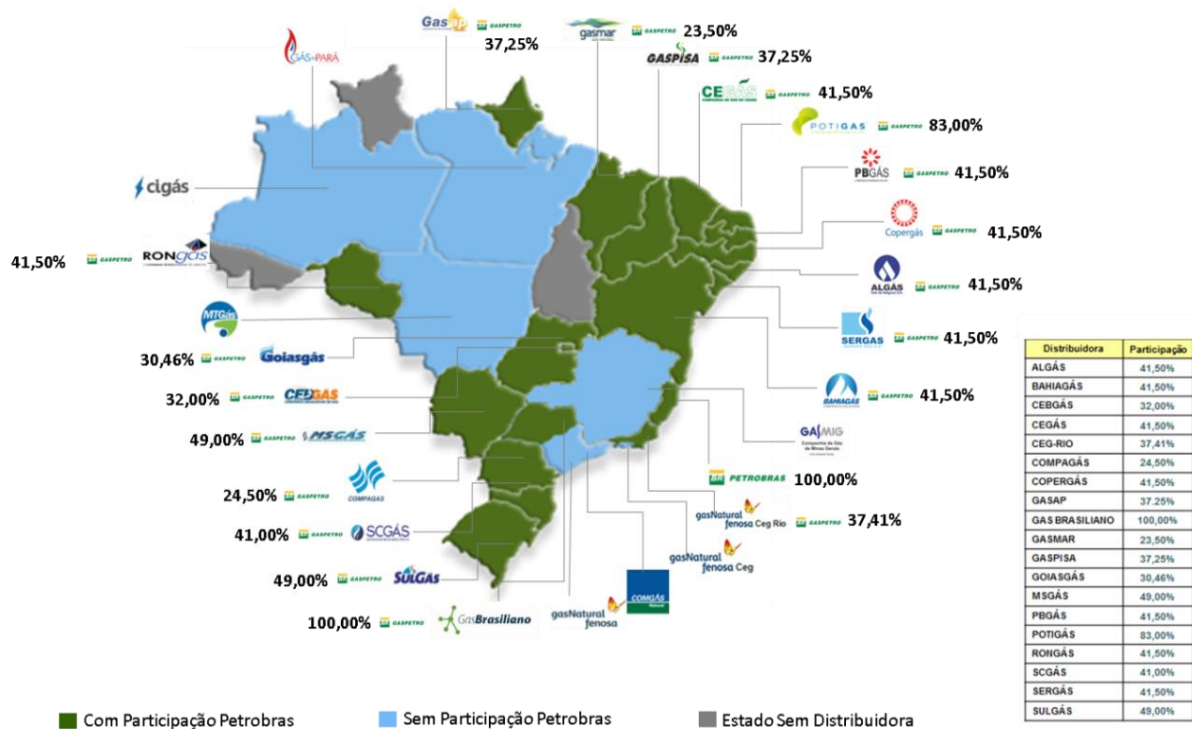 Gasap
GASPETRO
37,25%
gasmar
GASPETRO
23,50%
GÁS DO PARÁ
GASPISA
GASPETRO
37,25%
CEGÁS
GASPETRO
41,50%
POTIGAS
GASPETRO
83,00%
PBGÁS
GASPETRO
41,50%
cigás
Copergás
GASPETRO
41,50%
41,50%
GASPETRO
RONgás
ALGÁS
GASPETRO
41,50%
MTGás
SERGAS
GASPETRO
41,50%
30,46%
GASPETRO
Goiasgás
32,00%
GASPETRO
CEBGAS
BAHIAGÁS
GASPETRO
41,50%
49,00%
GASPETRO
MSGÁS
GASMIG
Companhia de Gás
de Minas Gerais
BR PETROBRAS 100,00%
24,50%
GASPETRO
COMPAGAS
gasNatural
fenosa Ceg Rio
GASPETRO
37,41%
41,00%
GASPETRO
SCGÁS
gasNatural
fenosa Ceg
49,00%
GASPETRO
SULGÁS
COMGÁS
Natural
100,00%
GASPETRO
GasBrasiliano
gasNatural
fenosa
Distribuidora Participação
ALGÁS 41,50%
BAHIAGÁS 41,50%
CEBGÁS 32,00%
CEGÁS 41,50%
CEG-RIO 37,41%
COMPAGÁS 24,50%
COPERGÁS 41,50%
GASAP 37.25%
GAS BRASILIANO 100,00%
GASMAR 23,50%
GASPISA 37,25%
GOIASGÁS 30,46%
MSGÁS 49,00%
PBGÁS 41,50%
POTIGÁS 83,00%
RONGÁS 41,50%
SCGÁS 41,00%
SERGÁS 41,50%
SULGÁS 49,00%
Com Participação Petrobras
Sem Participação Petrobras
Estado Sem Distribuidora